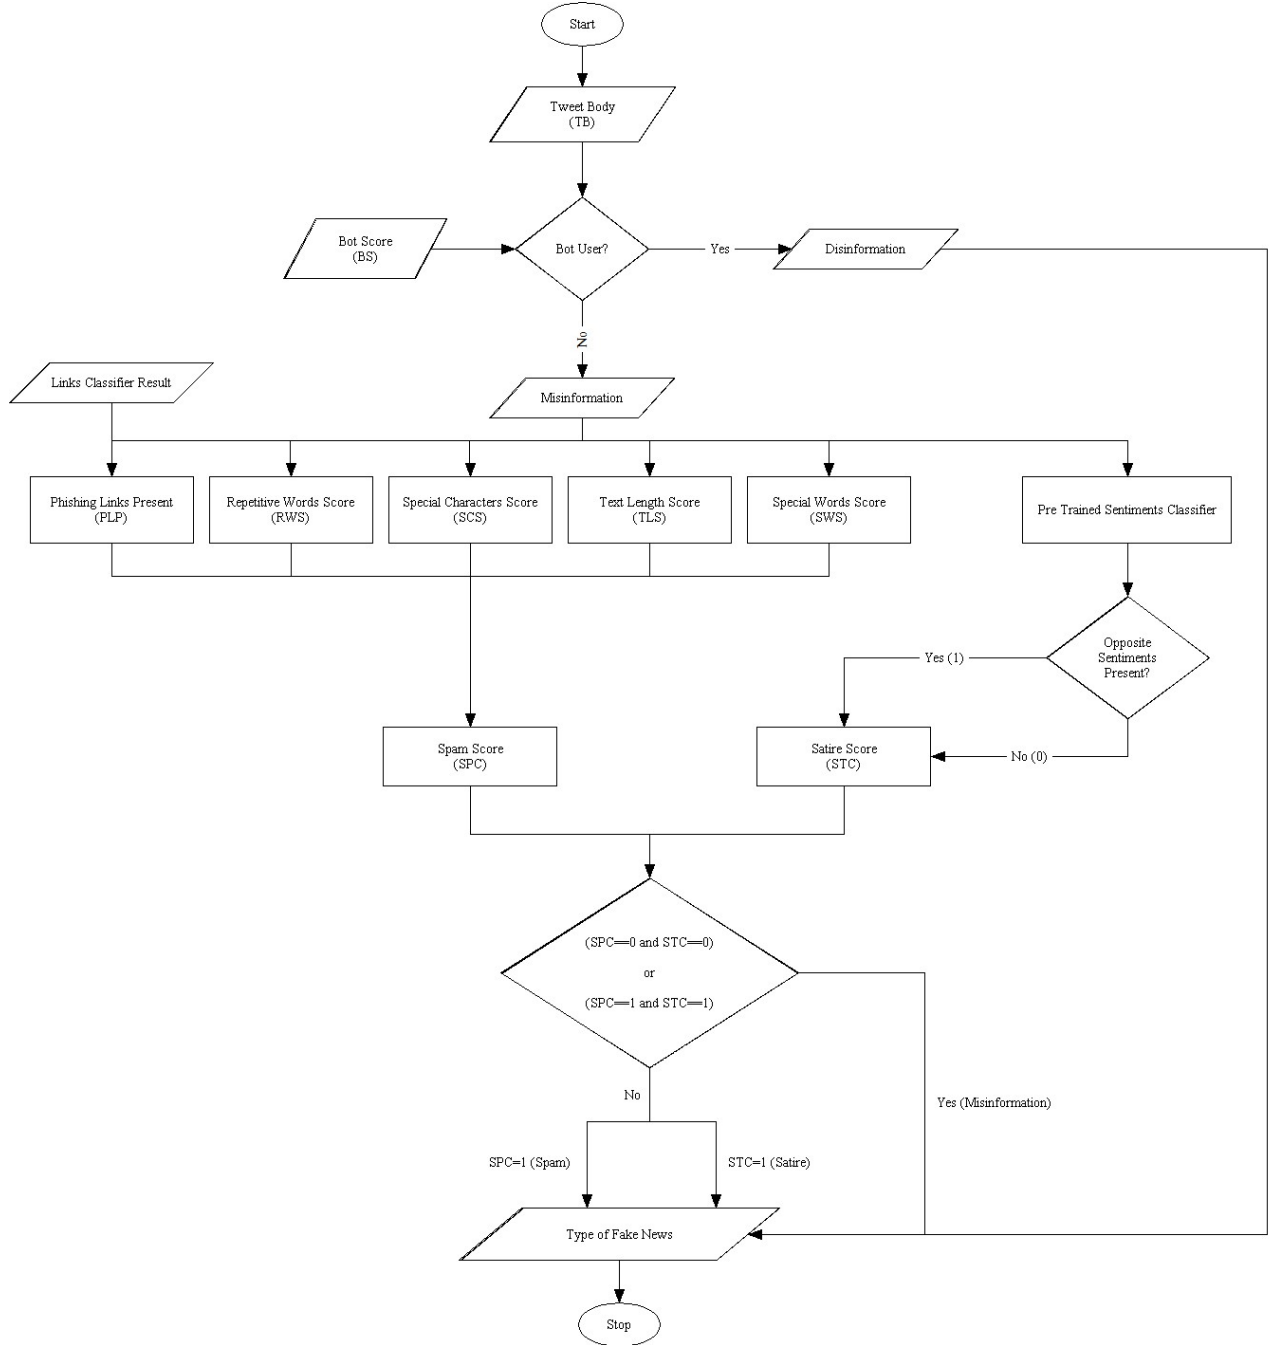 Start
Tweet Body
(TB)
Bot Score
(BS)
Bot User?
Yes
Disinformation
No
Links Classifier Result
Misinformation
Phishing Links Present
(PLP)
Repetitive Words Score
(RWS)
Special Characters Score
(SCS)
Text Length Score
(TLS)
Special Words Score
(SWS)
Pre Trained Sentiments Classifier
Opposite
Sentiments
Present?
Yes (1)
Spam Score
(SPC)
Satire Score
(STC)
No (0)
(SPC==0 and STC==0)
or
(SPC==1 and STC==1)
No
Yes (Misinformation)
SPC=1 (Spam)
STC=1 (Satire)
Type of Fake News
Stop